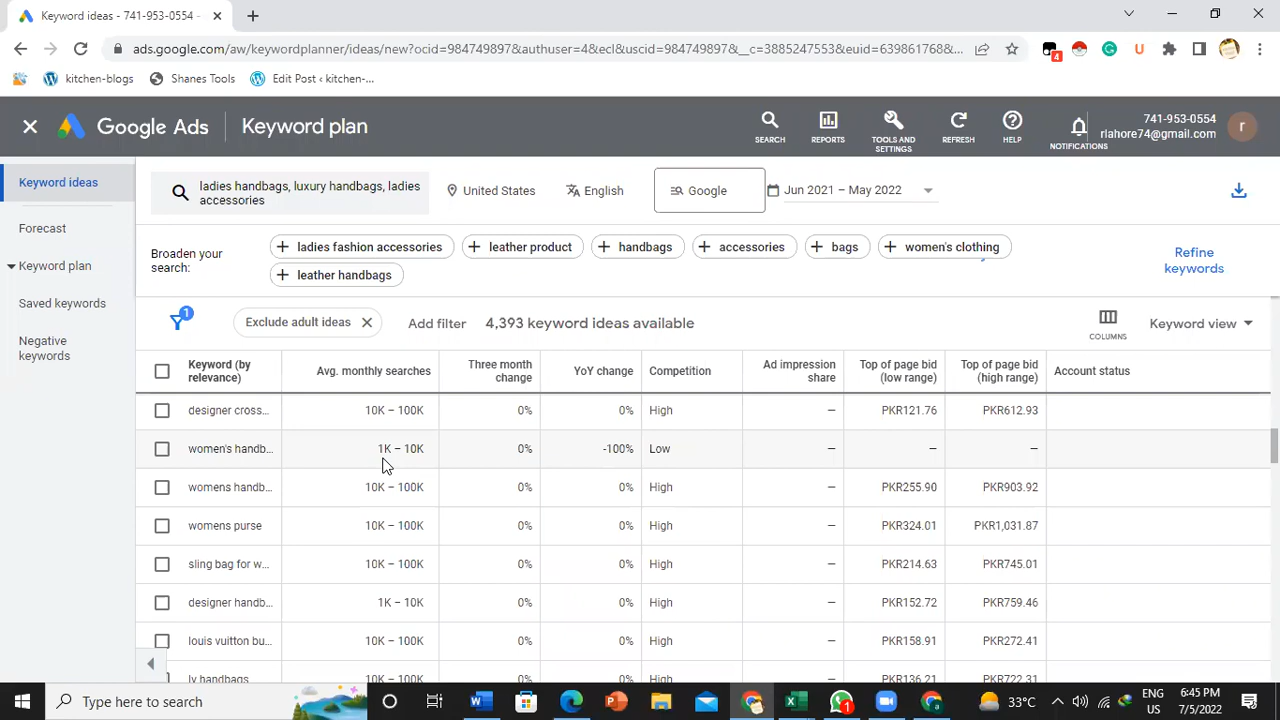 Keyword ideas - 741-953-0554 -
ads.google.com/aw/keywordplanner/ideas/new?ocid=984749897&authuser=4&ecl&uscid=984749897&__c=3885247553&euid=639861768&...
4
kitchen-blogs
Shanes Tools
Edit Post ‹ kitchen-...
Google Ads
Keyword plan
SEARCH
REPORTS
TOOLS AND
SETTINGS
REFRESH
HELP
NOTIFICATIONS
741-953-0554
rlahore74@gmail.com
r
Keyword ideas
Forecast
Keyword plan
Saved keywords
Negative
keywords
ladies handbags, luxury handbags, ladies
accessories
United States
English
Google
Jun 2021 – May 2022
Broaden your
search:
ladies fashion accessories
leather product
handbags
accessories
bags
women's clothing
leather handbags
Refine
keywords
1
Exclude adult ideas
Add filter
4,393 keyword ideas available
COLUMNS
Keyword view
Keyword (by
relevance)
Avg. monthly searches
Three month
change
YoY change
Competition
Ad impression
share
Top of page bid
(low range)
Top of page bid
(high range)
Account status
designer cross... 10K – 100K 0% 0% High — PKR121.76 PKR612.93
women's handb... 1K – 10K 0% -100% Low — — —
womens handb... 10K – 100K 0% 0% High — PKR255.90 PKR903.92
womens purse 10K – 100K 0% 0% High — PKR324.01 PKR1,031.87
sling bag for w... 10K – 100K 0% 0% High — PKR214.63 PKR745.01
designer handb... 1K – 10K 0% 0% High — PKR152.72 PKR759.46
louis vuitton bu... 10K – 100K 0% 0% High — PKR158.91 PKR272.41
lv handbags 10K – 100K 0% 0% High — PKR136.21 PKR722.31
Type here to search
1
33°C
ENG
US
6:45 PM
7/5/2022